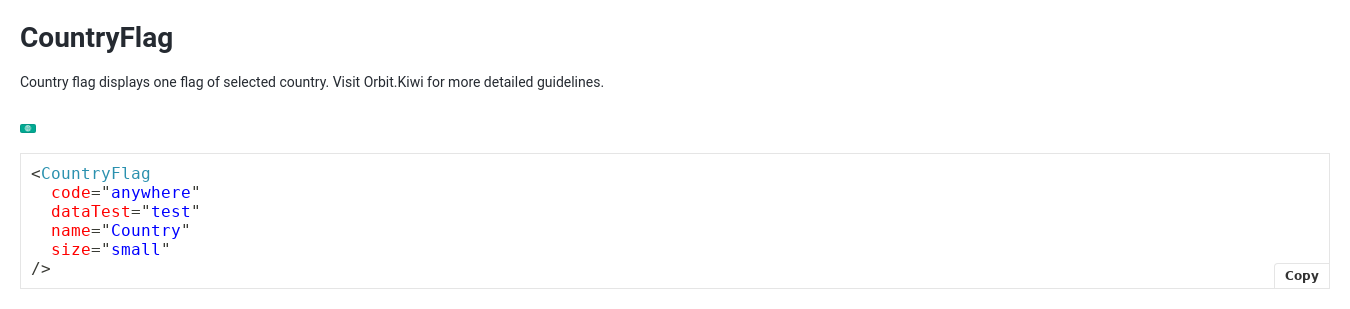 CountryFlag
Country flag displays one flag of selected country. Visit Orbit.Kiwi for more detailed guidelines.
<CountryFlag
  code="anywhere"
  dataTest="test"
  name="Country"
  size="small"
/>
Copy